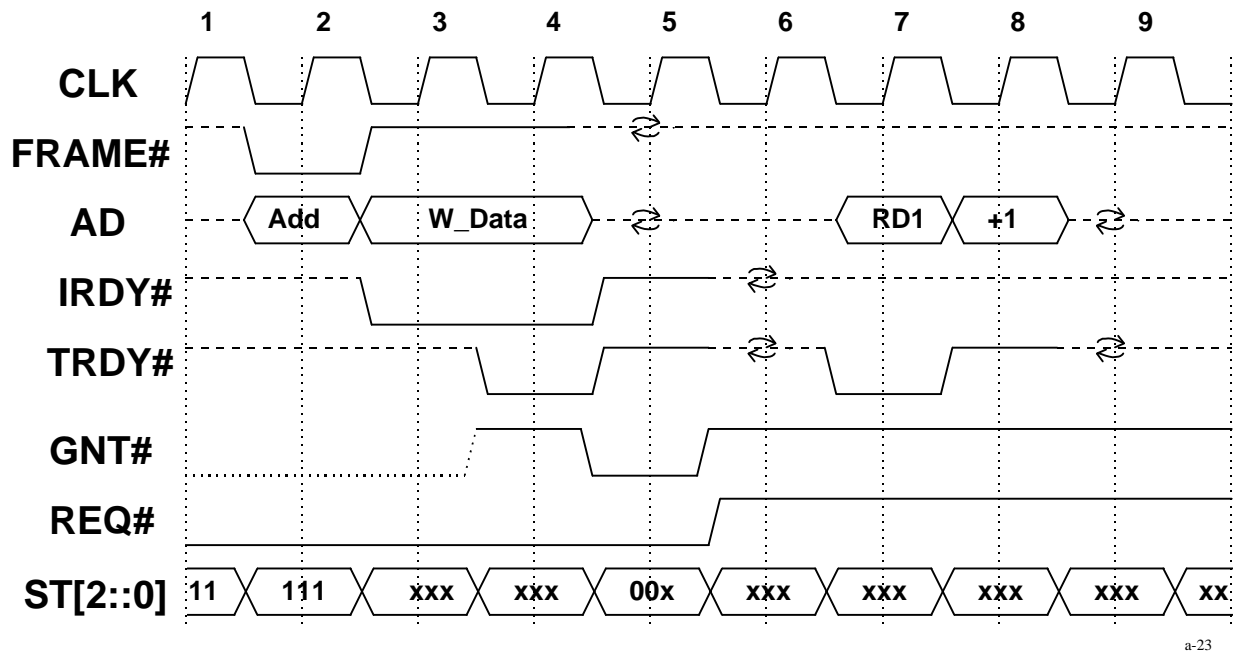 1 2 3 4 5 6 7 8 9
CLK
FRAME#
AD Add W_Data RD1 +1
IRDY#
TRDY#
GNT#
REQ#
ST[2::0] 11 111 xxx xxx 00x xxx xxx xxx xxx xx
a-23